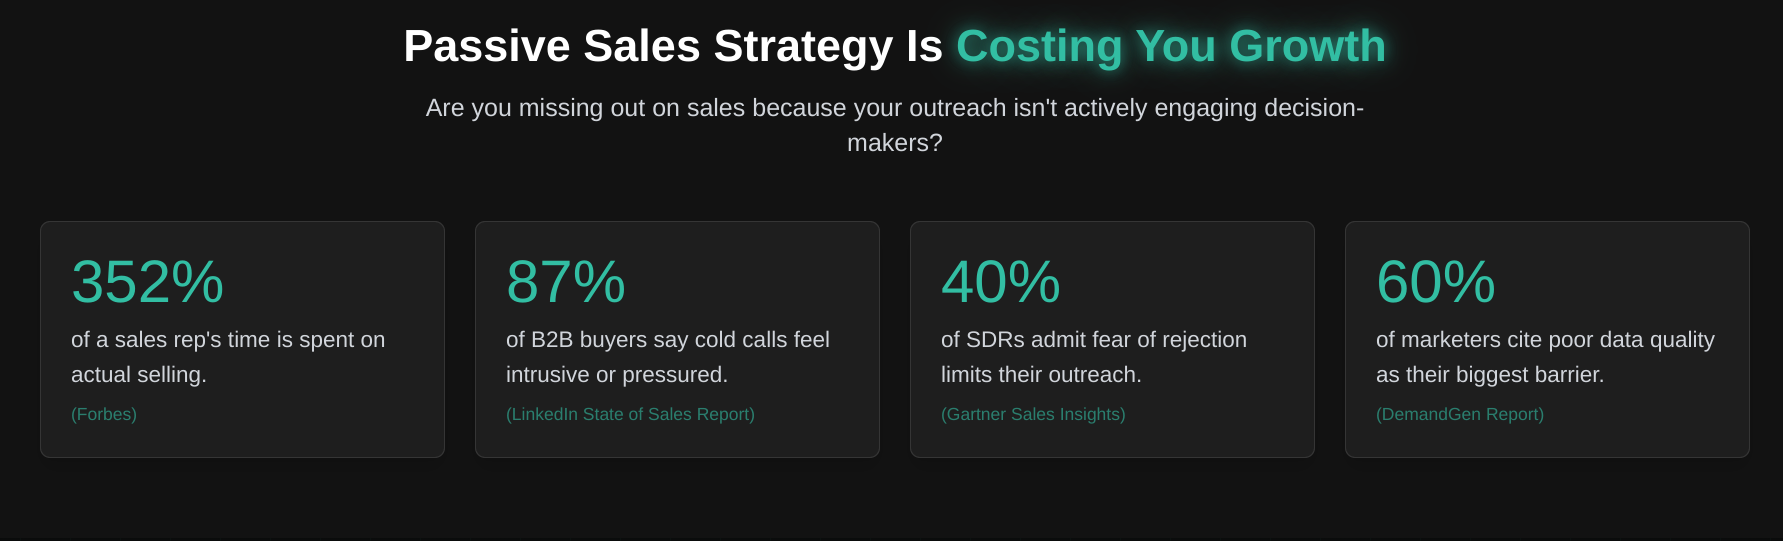 Passive Sales Strategy Is Costing You Growth
Are you missing out on sales because your outreach isn't actively engaging decision-
makers?
352%
of a sales rep's time is spent on
actual selling.
(Forbes)
87%
of B2B buyers say cold calls feel
intrusive or pressured.
(LinkedIn State of Sales Report)
40%
of SDRs admit fear of rejection
limits their outreach.
(Gartner Sales Insights)
60%
of marketers cite poor data quality
as their biggest barrier.
(DemandGen Report)